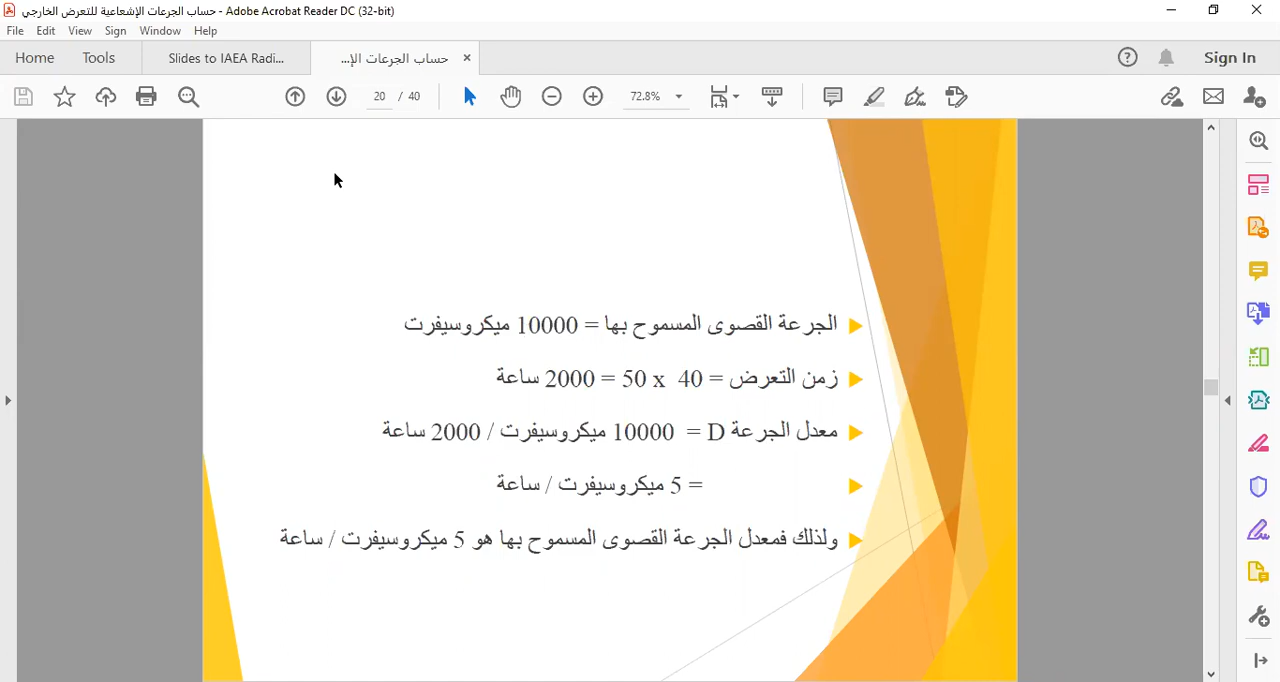 حساب الجرعات الإشعاعية للتعرض الخارجي - Adobe Acrobat Reader DC (32-bit)
File Edit View Sign Window Help
Home Tools Slides to IAEA Radi... حساب الجرعات الإ... × Sign In
20 / 40 72.8%
الجرعة القصوى المسموح بها = 10000 ميكروسيفرت
زمن التعرض = 40 x 50 = 2000 ساعة
معدل الجرعة D = 10000 ميكروسيفرت / 2000 ساعة
= 5 ميكروسيفرت / ساعة
ولذلك فمعدل الجرعة القصوى المسموح بها هو 5 ميكروسيفرت / ساعة